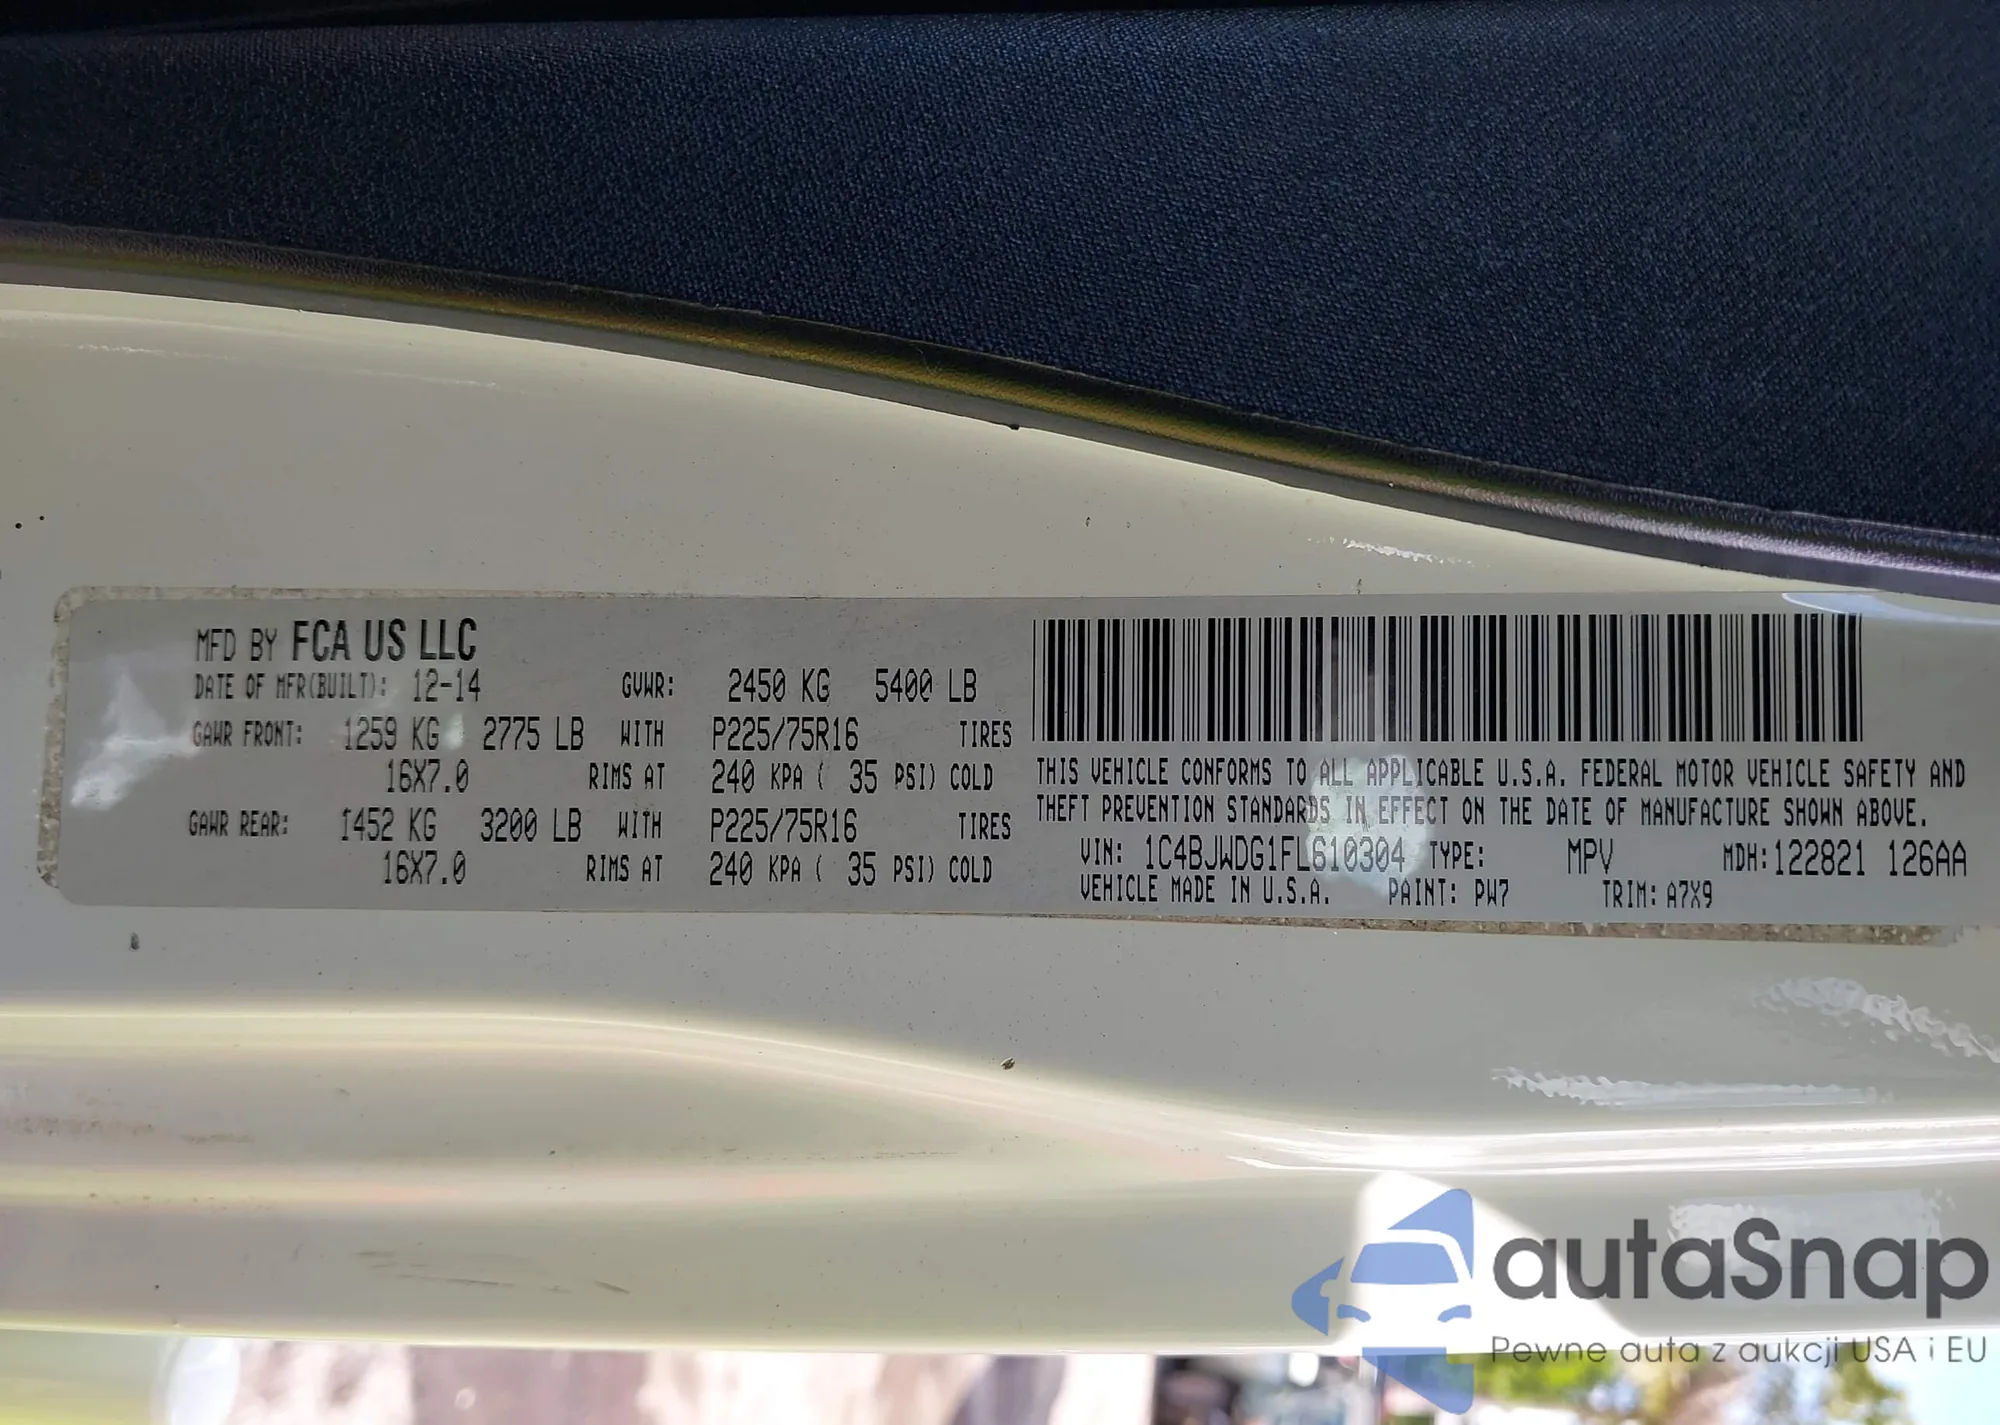 MFD BY FCA US LLC
DATE OF MFR(BUILT): 12-14 GVWR: 2450 KG 5400 LB
GAWR FRONT: 1259 KG 2775 LB WITH P225/75R16 TIRES
16X7.0 RIMS AT 240 KPA ( 35 PSI) COLD
GAWR REAR: 1452 KG 3200 LB WITH P225/75R16 TIRES
16X7.0 RIMS AT 240 KPA ( 35 PSI) COLD
THIS VEHICLE CONFORMS TO ALL APPLICABLE U.S.A. FEDERAL MOTOR VEHICLE SAFETY AND
THEFT PREVENTION STANDARDS IN EFFECT ON THE DATE OF MANUFACTURE SHOWN ABOVE.
VIN: 1C4BJWDG1FL610304 TYPE: MPV MDH:122821 126AA
VEHICLE MADE IN U.S.A. PAINT: PW7 TRIM: A7X9
autaSnap
Pewne auta z aukcji USA i EU